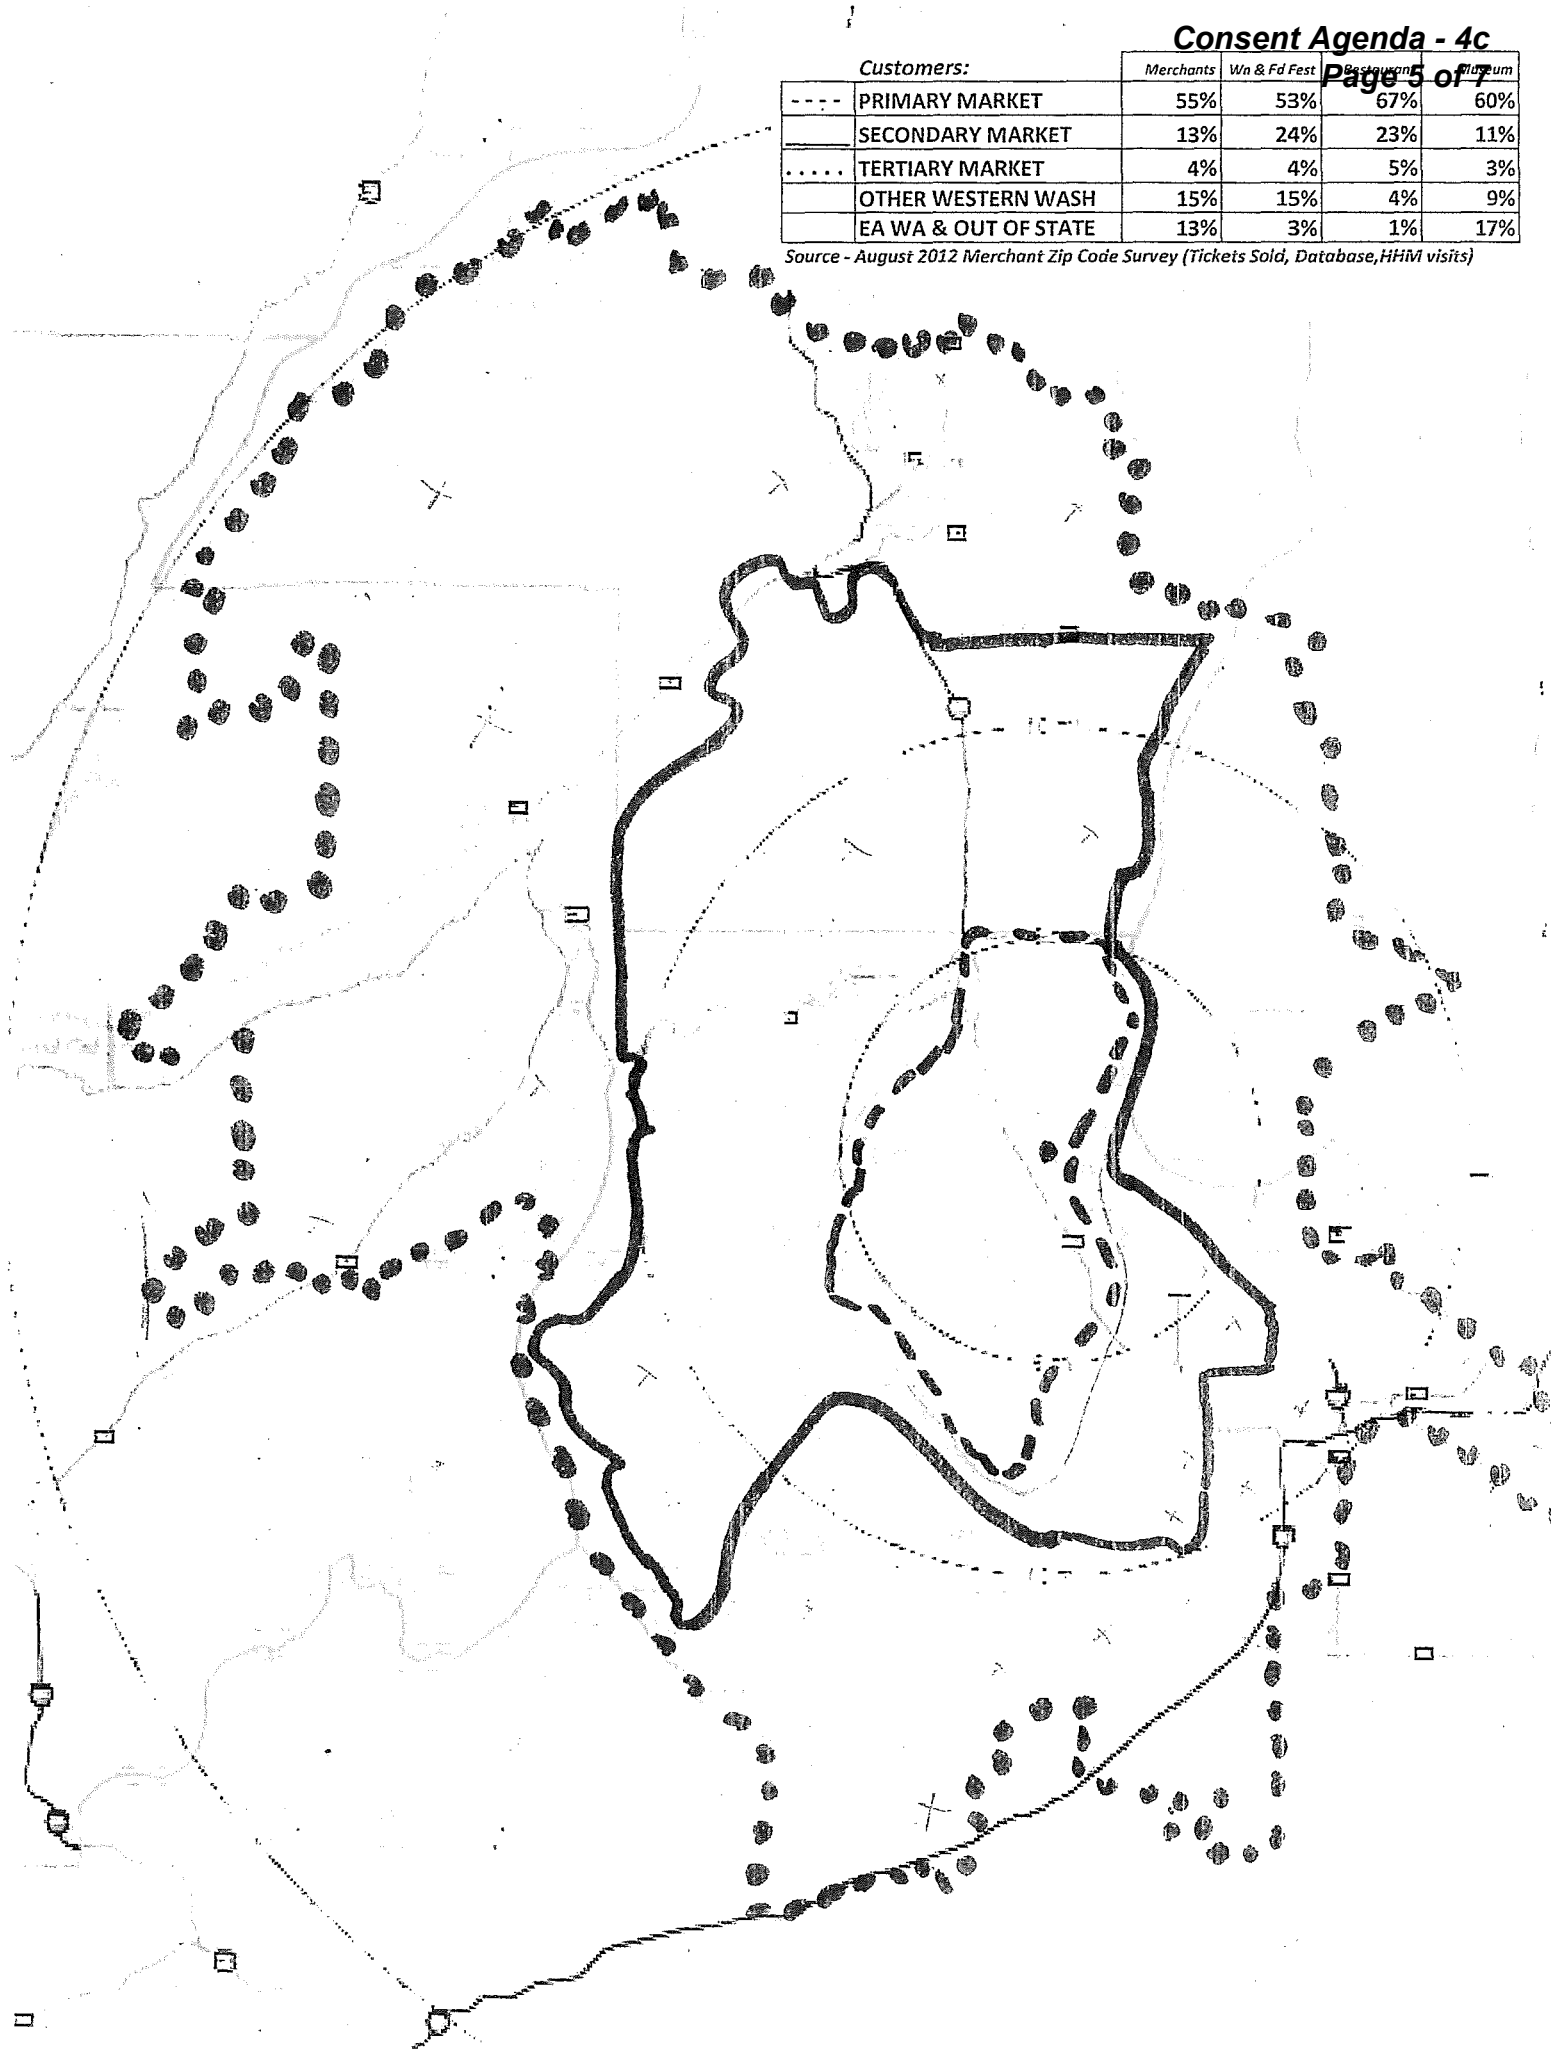 Consent Agenda - 4c
Page 5 of 7
Customers: Merchants Wn & Fd Fest Restaurant Museum
PRIMARY MARKET 55% 53% 67% 60%
SECONDARY MARKET 13% 24% 23% 11%
TERTIARY MARKET 4% 4% 5% 3%
OTHER WESTERN WASH 15% 15% 4% 9%
EA WA & OUT OF STATE 13% 3% 1% 17%
Source - August 2012 Merchant Zip Code Survey (Tickets Sold, Database,HHM visits)